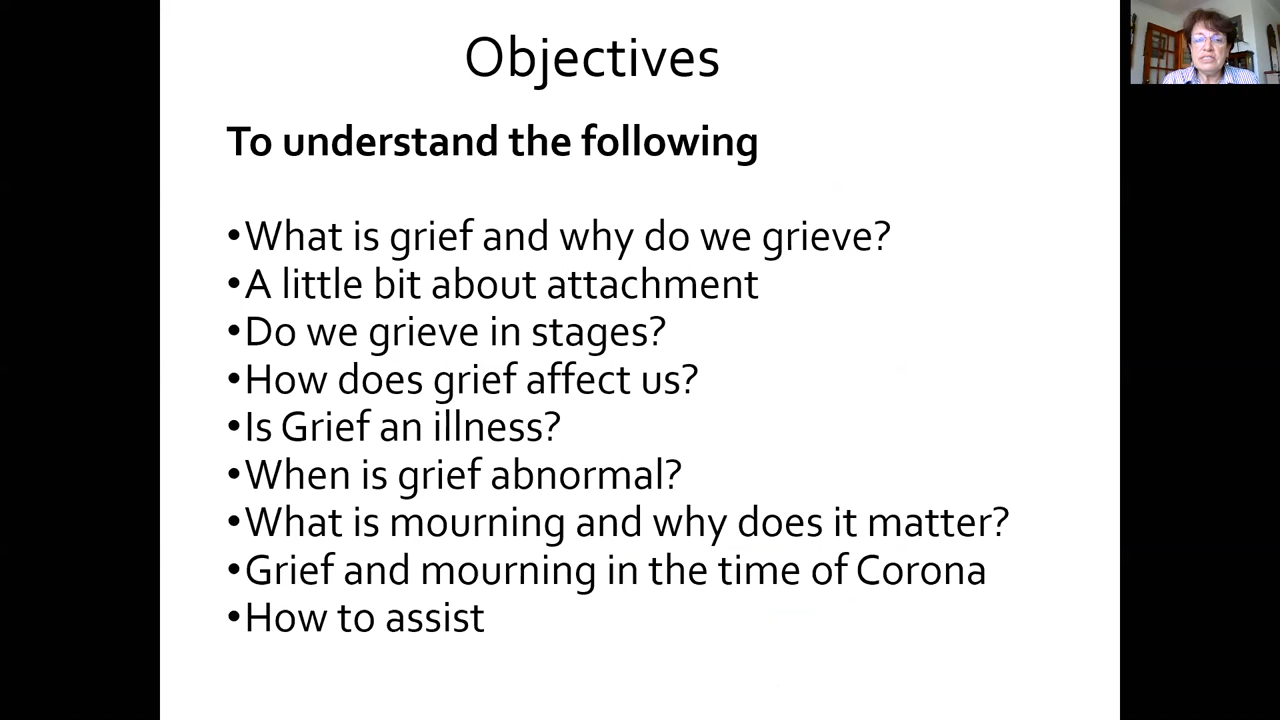 Objectives
To understand the following
•What is grief and why do we grieve?
•A little bit about attachment
•Do we grieve in stages?
•How does grief affect us?
•Is Grief an illness?
•When is grief abnormal?
•What is mourning and why does it matter?
•Grief and mourning in the time of Corona
•How to assist